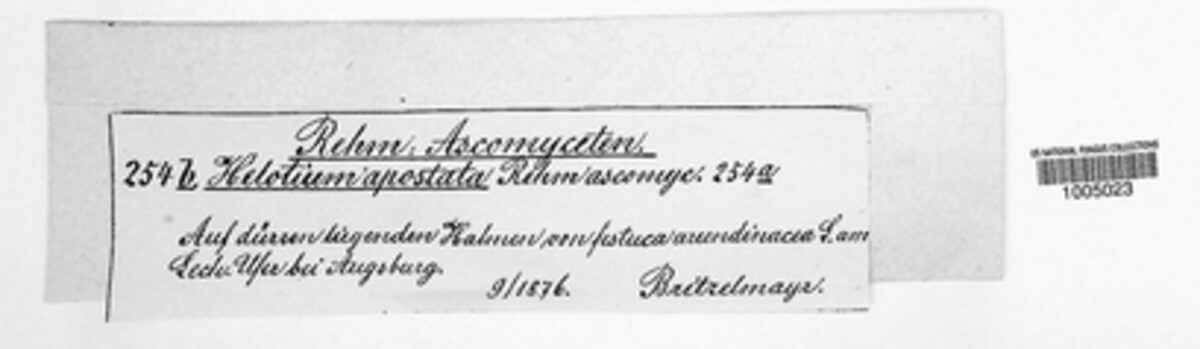 Rehm. Ascomyceten.
254 b. Helotium apostata Rehm ascomyc. 254a
Auf dürren liegenden Halmen von festuca arundinacea L. am
Lech. Ufer bei Augsburg.
9/1876. Britzelmayr.
US NATIONAL FUNGUS COLLECTIONS
1005023